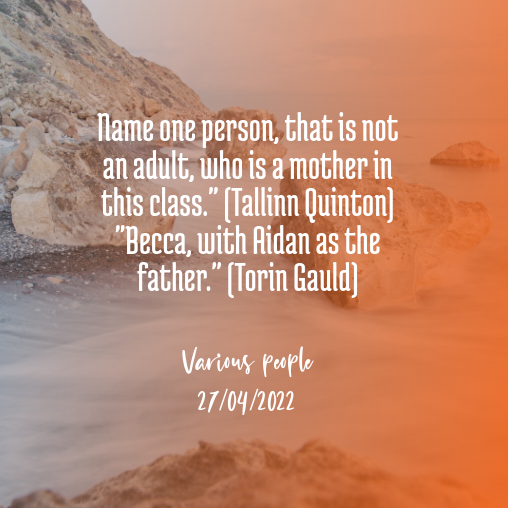 Name one person, that is not
an adult, who is a mother in
this class." (Tallinn Quinton)
"Becca, with Aidan as the
father." (Torin Gauld)
Various people
27/04/2022